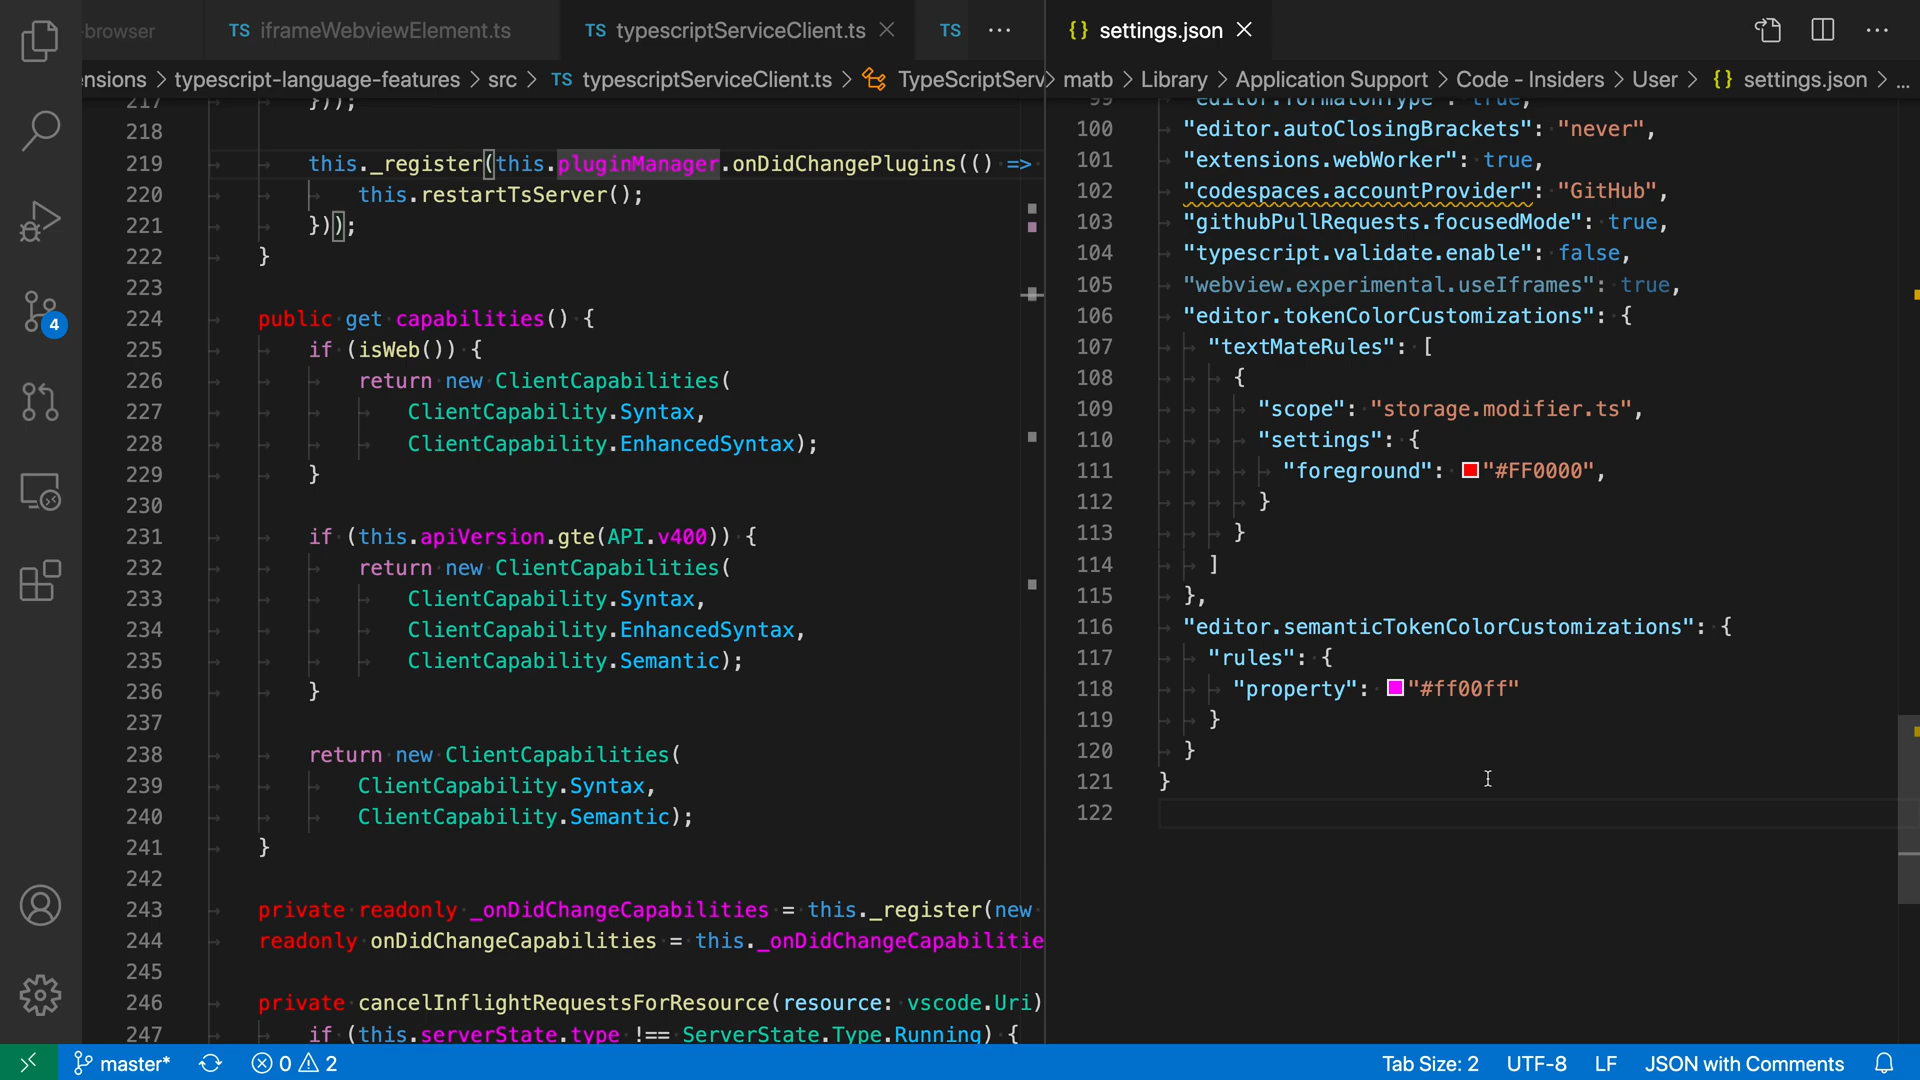 browser
TS iframeWebviewElement.ts
TS typescriptServiceClient.ts
TS
{} settings.json
ensions > typescript-language-features > src > TS typescriptServiceClient.ts > TypeScriptServ
matb > Library > Application Support > Code - Insiders > User > {} settings.json > ...
217 }));
218
219 this._register(this.pluginManager.onDidChangePlugins(() =>
220 this.restartTsServer();
221 }));
222 }
223
224 public get capabilities() {
225 if (isWeb()) {
226 return new ClientCapabilities(
227 ClientCapability.Syntax,
228 ClientCapability.EnhancedSyntax);
229 }
230
231 if (this.apiVersion.gte(API.v400)) {
232 return new ClientCapabilities(
233 ClientCapability.Syntax,
234 ClientCapability.EnhancedSyntax,
235 ClientCapability.Semantic);
236 }
237
238 return new ClientCapabilities(
239 ClientCapability.Syntax,
240 ClientCapability.Semantic);
241 }
242
243 private readonly _onDidChangeCapabilities = this._register(new
244 readonly onDidChangeCapabilities = this._onDidChangeCapabilitie
245
246 private cancelInflightRequestsForResource(resource: vscode.Uri)
247 if (this.serverState.type !== ServerState.Type.Running) {
99 "editor.formatOnType": true,
100 "editor.autoClosingBrackets": "never",
101 "extensions.webWorker": true,
102 "codespaces.accountProvider": "GitHub",
103 "githubPullRequests.focusedMode": true,
104 "typescript.validate.enable": false,
105 "webview.experimental.useIframes": true,
106 "editor.tokenColorCustomizations": {
107 "textMateRules": [
108 {
109 "scope": "storage.modifier.ts",
110 "settings": {
111 "foreground": "#FF0000",
112 }
113 }
114 ]
115 },
116 "editor.semanticTokenColorCustomizations": {
117 "rules": {
118 "property": "#ff00ff"
119 }
120 }
121 }
122
4
master*
0
2
Tab Size: 2
UTF-8
LF
JSON with Comments